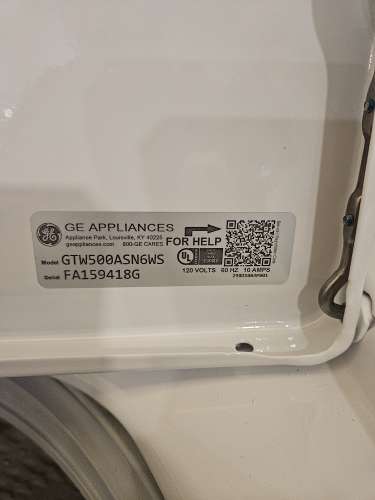 GE APPLIANCES
Appliance Park, Louisville, KY 40225
geappliances.com 800-GE CARES
FOR HELP
Model GTW500ASN6WS
Serial FA159418G
120 VOLTS 60 HZ 10 AMPS